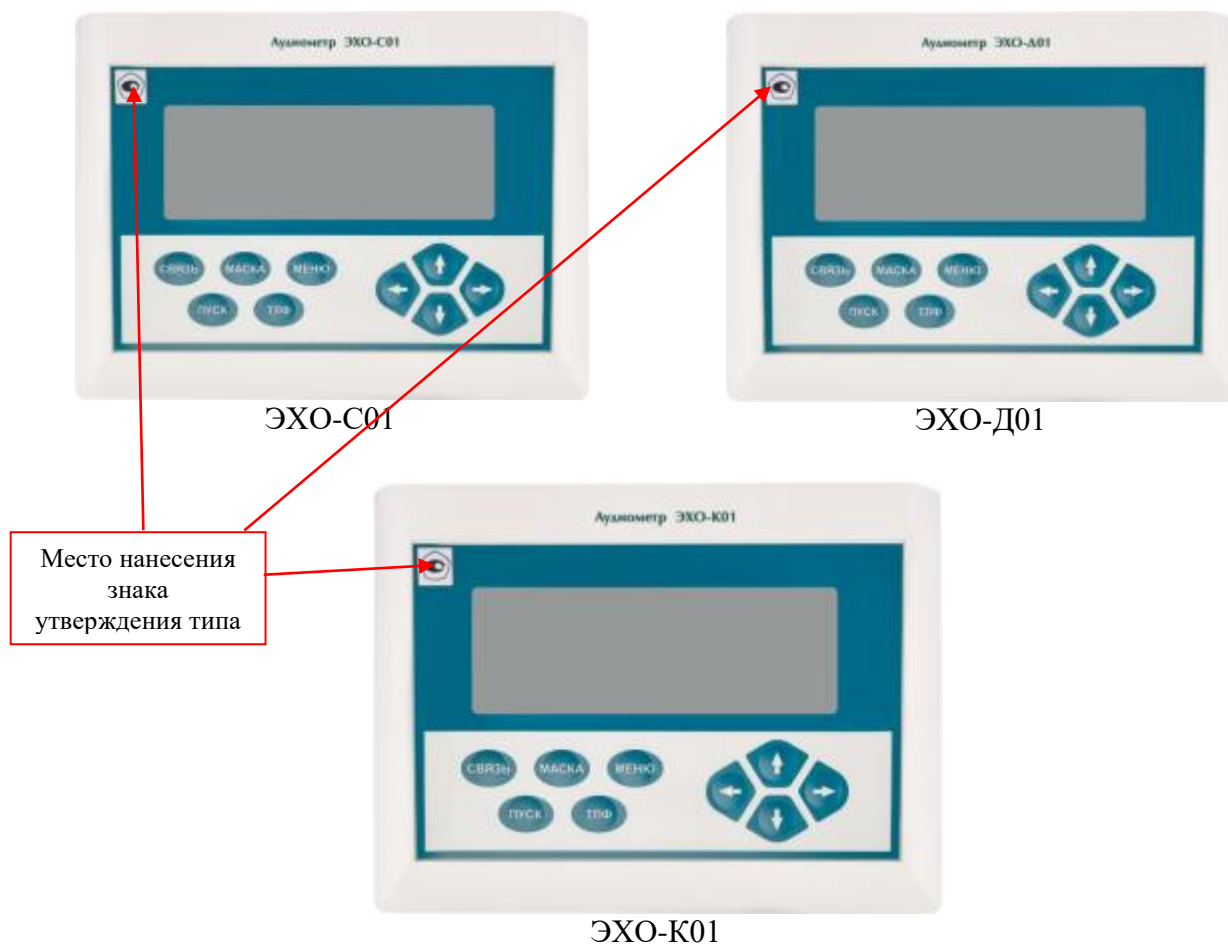 Аудиометр ЭХО-С01
СВЯЗЬ МАСКА МЕНЮ
ПУСК ТЛФ
ЭХО-С01
Аудиометр ЭХО-Д01
СВЯЗЬ МАСКА МЕНЮ
ПУСК ТЛФ
ЭХО-Д01
Место нанесения
знака
утверждения типа
Аудиометр ЭХО-К01
СВЯЗЬ МАСКА МЕНЮ
ПУСК ТЛФ
ЭХО-К01